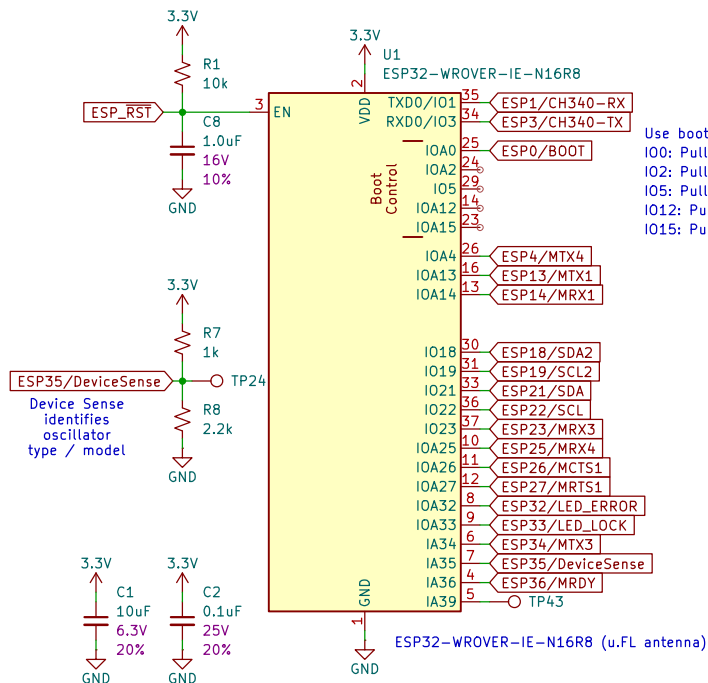 3.3V
R1
10k
ESP_RST
C8
1.0uF
16V
10%
GND
3.3V
U1
ESP32-WROVER-IE-N16R8
2
VDD
3
EN
Boot
Control
TXD0/IO1 35 ESP1/CH340-RX
RXD0/IO3 34 ESP3/CH340-TX
IOA0 25 ESP0/BOOT
IOA2 24
IO5 29
IOA12 14
IOA15 23
IOA4 26 ESP4/MTX4
IOA13 16 ESP13/MTX1
IOA14 13 ESP14/MRX1
IO18 30 ESP18/SDA2
IO19 31 ESP19/SCL2
IO21 33 ESP21/SDA
IO22 36 ESP22/SCL
IO23 37 ESP23/MRX3
IOA25 10 ESP25/MRX4
IOA26 11 ESP26/MCTS1
IOA27 12 ESP27/MRTS1
IOA32 8 ESP32/LED_ERROR
IOA33 9 ESP33/LED_LOCK
IA34 6 ESP34/MTX3
IA35 7 ESP35/DeviceSense
IA36 4 ESP36/MRDY
IA39 5 TP43
GND
1
GND
ESP32-WROVER-IE-N16R8 (u.FL antenna)
Use boot
IO0: Pull
IO2: Pull
IO5: Pull
IO12: Pu
IO15: Pu
3.3V
R7
1k
ESP35/DeviceSense
TP24
R8
2.2k
GND
Device Sense
identifies
oscillator
type / model
3.3V
C1
10uF
6.3V
20%
GND
3.3V
C2
0.1uF
25V
20%
GND